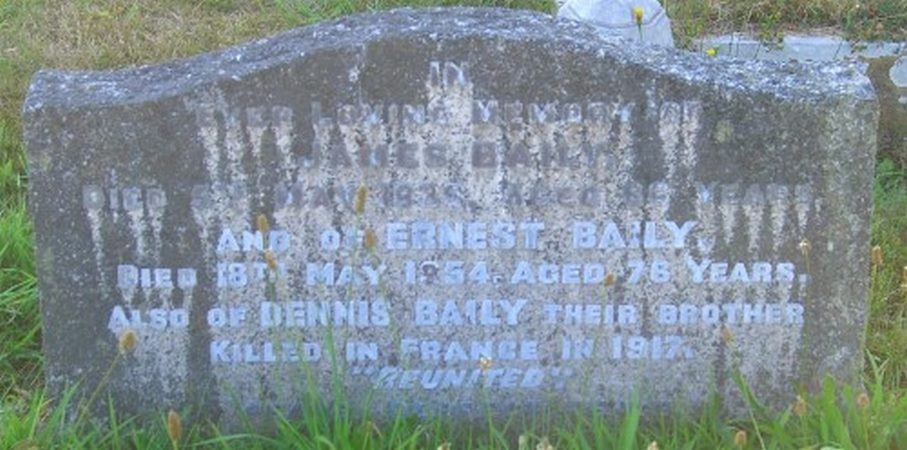 IN
EVER LOVING MEMORY OF
JAMES BAILY.
DIED MAY AGED YEARS,
AND OF ERNEST BAILY,
DIED 18TH MAY 1954. AGED 76 YEARS,
ALSO OF DENNIS BAILY THEIR BROTHER
KILLED IN FRANCE IN 1917.
"REUNITED".